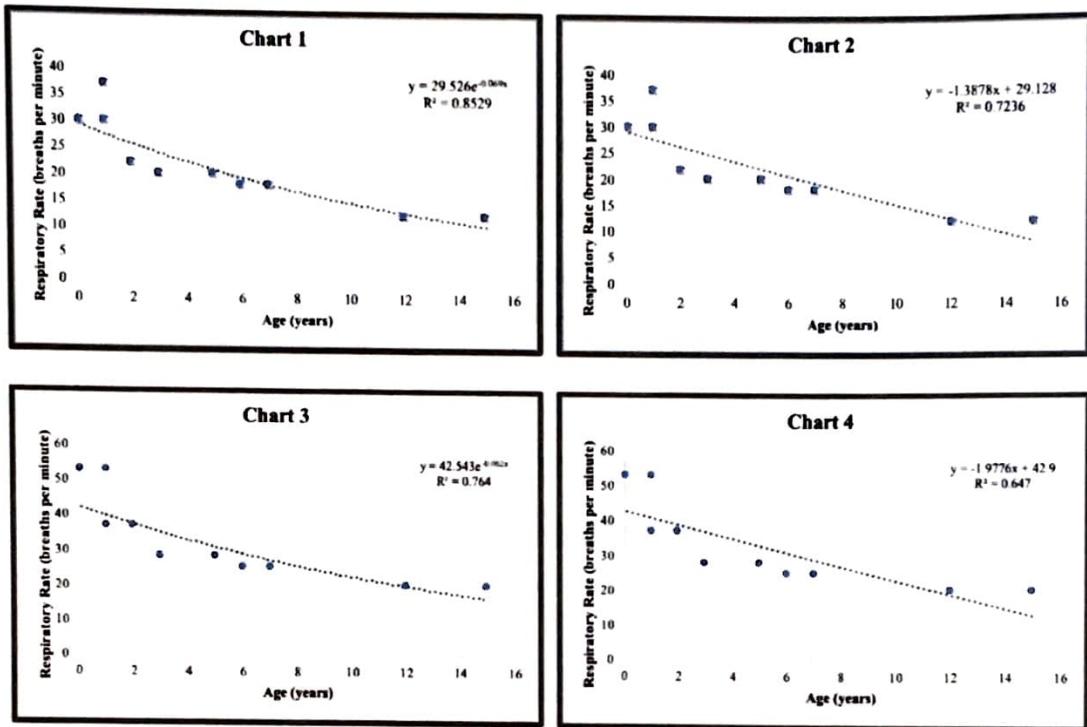 Chart 1
Respiratory Rate (breaths per minute)
40
35
30
25
20
15
10
5
0
y = 29.526e^-0.069x
R² = 0.8529
0 2 4 6 8 10 12 14 16
Age (years)
Chart 2
Respiratory Rate (breaths per minute)
40
35
30
25
20
15
10
5
0
y = -1.3878x + 29.128
R² = 0.7236
0 2 4 6 8 10 12 14 16
Age (years)
Chart 3
Respiratory Rate (breaths per minute)
60
50
40
30
20
10
0
y = 42.543e^-0.062x
R² = 0.764
0 2 4 6 8 10 12 14 16
Age (years)
Chart 4
Respiratory Rate (breaths per minute)
60
50
40
30
20
10
0
y = -1.9776x + 42.9
R² = 0.647
0 2 4 6 8 10 12 14 16
Age (years)